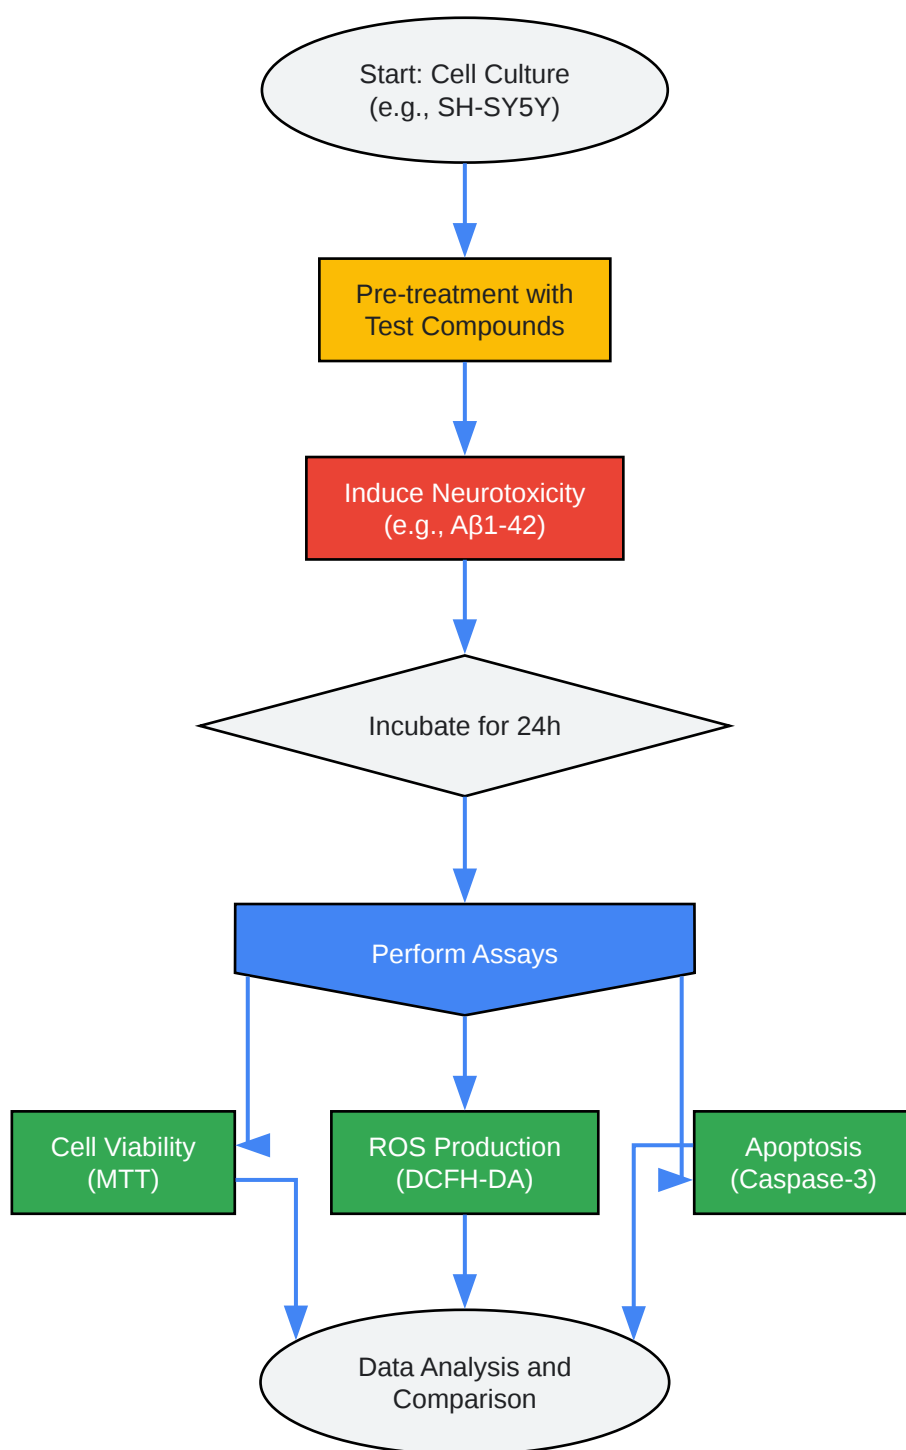 Start: Cell Culture
(e.g., SH-SY5Y)
Pre-treatment with
Test Compounds
Induce Neurotoxicity
(e.g., Aβ1-42)
Incubate for 24h
Perform Assays
Cell Viability
(MTT)
ROS Production
(DCFH-DA)
Apoptosis
(Caspase-3)
Data Analysis and
Comparison